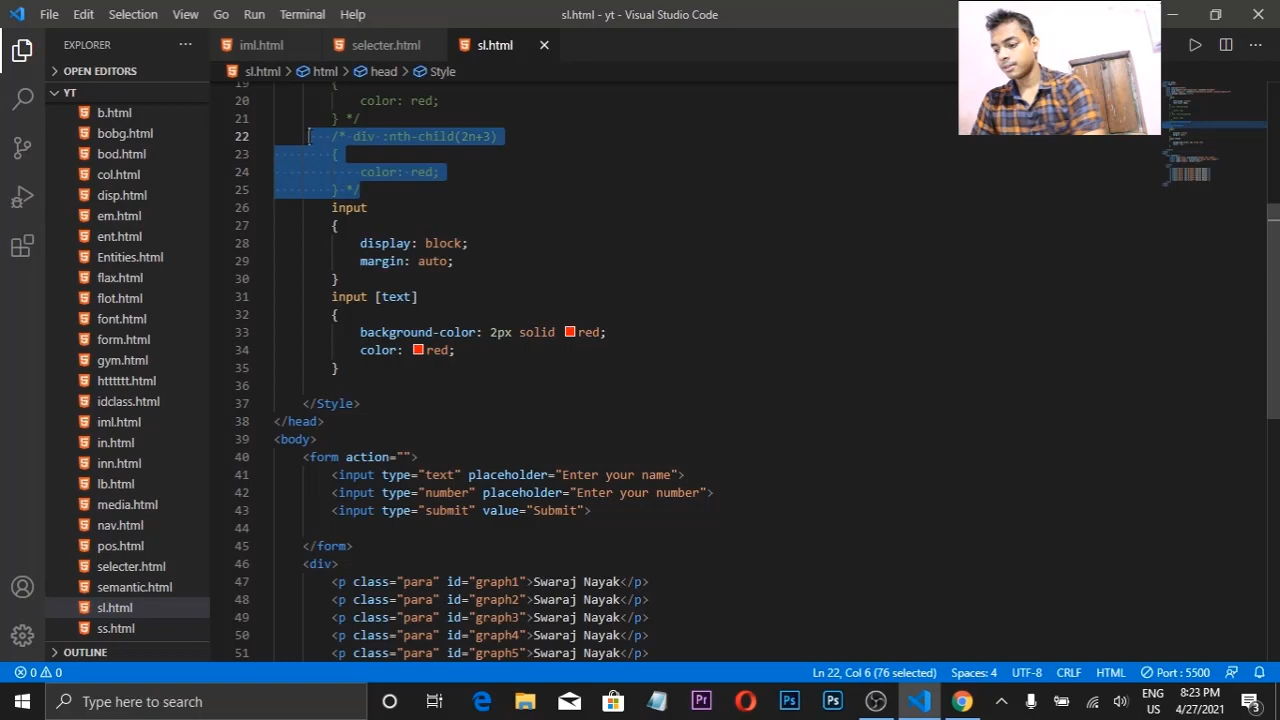 File Edit Selection View Go Run Terminal Help
sl.html - yt - Visual Studio Code
EXPLORER
OPEN EDITORS
YT
b.html
bobg.html
bod.html
col.html
disp.html
em.html
ent.html
Entities.html
flax.html
flot.html
font.html
form.html
gym.html
httttttt.html
idclass.html
iml.html
in.html
inn.html
lb.html
media.html
nav.html
pos.html
selecter.html
semantic.html
sl.html
ss.html
OUTLINE
iml.html selecter.html sl.html
sl.html > html > head > Style
19 {
20 color: red;
21 } */
22 /* div :nth-child(2n+3)
23 {
24 color: red;
25 } */
26 input
27 {
28 display: block;
29 margin: auto;
30 }
31 input [text]
32 {
33 background-color: 2px solid red;
34 color: red;
35 }
36
37 </Style>
38 </head>
39 <body>
40 <form action="">
41 <input type="text" placeholder="Enter your name">
42 <input type="number" placeholder="Enter your number">
43 <input type="submit" value="Submit">
44
45 </form>
46 <div>
47 <p class="para" id="graph1">Swaraj Nayak</p>
48 <p class="para" id="graph2">Swaraj Nayak</p>
49 <p class="para" id="graph3">Swaraj Nayak</p>
50 <p class="para" id="graph4">Swaraj Nayak</p>
51 <p class="para" id="graph5">Swaraj Nayak</p>
0 0 Ln 22, Col 6 (76 selected) Spaces: 4 UTF-8 CRLF HTML Port : 5500
Type here to search
Pr Ps Ps
ENG
US
8:23 PM
4/27/2021
3